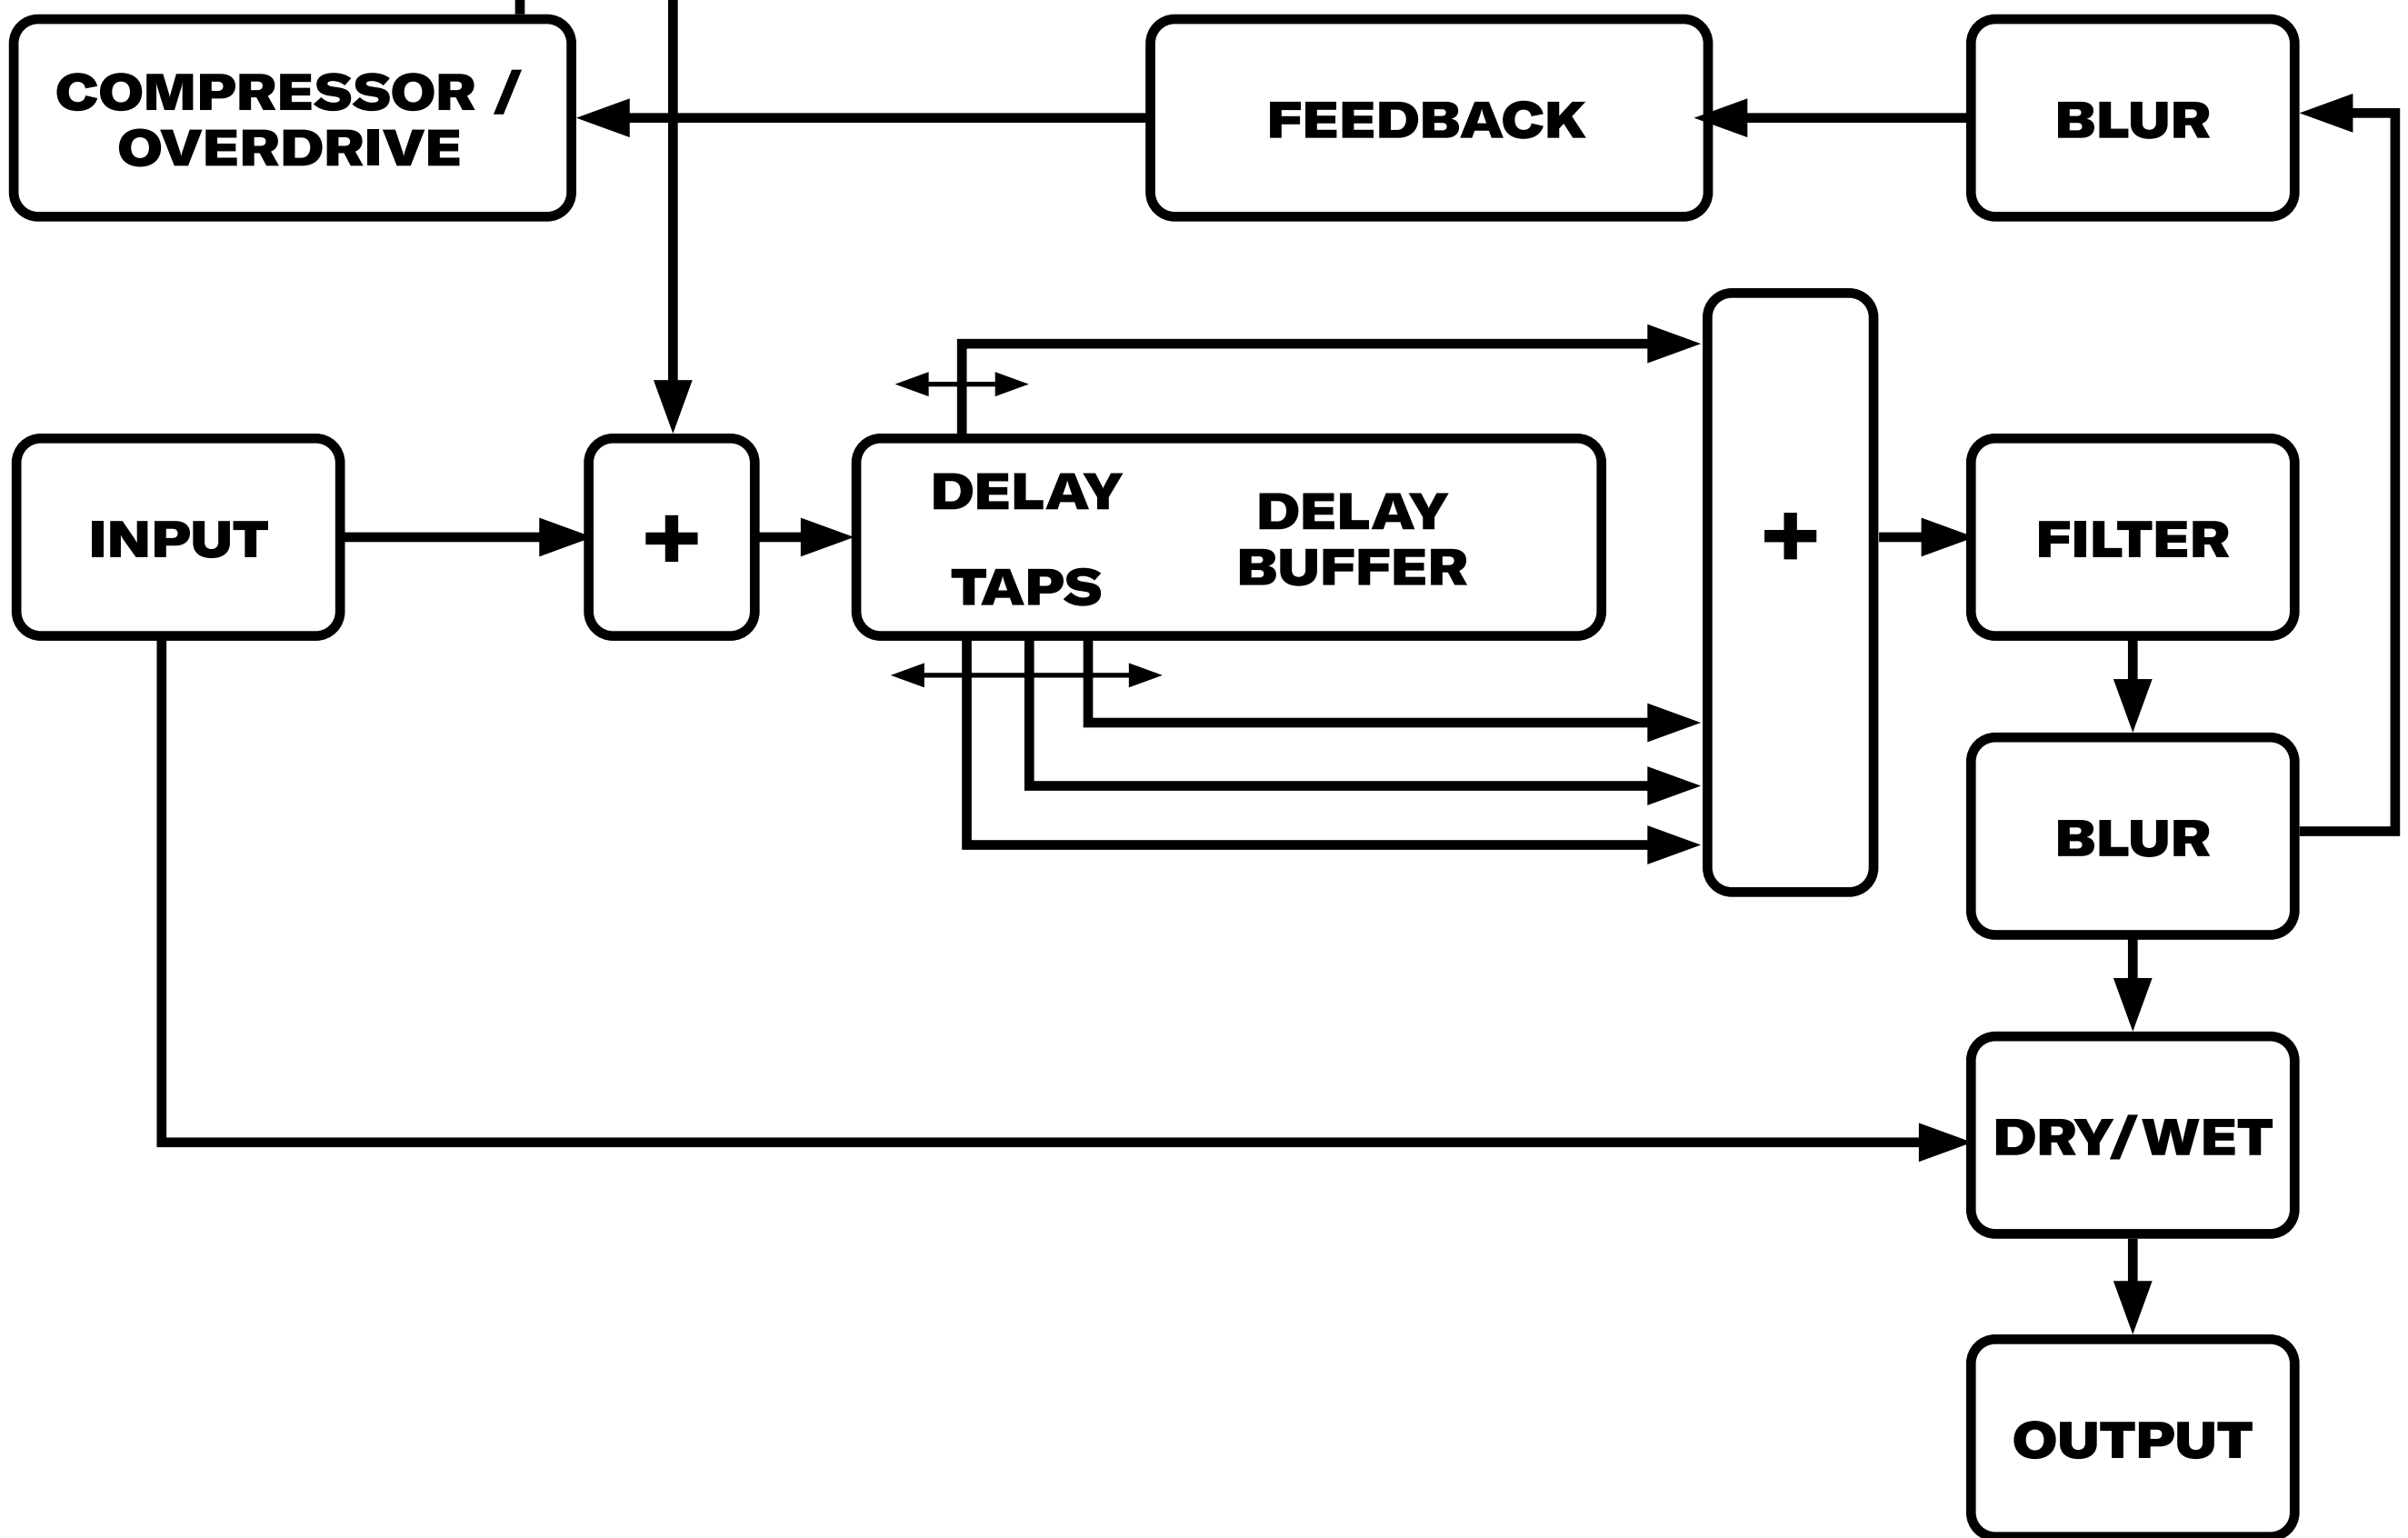 COMPRESSOR /
OVERDRIVE
FEEDBACK
BLUR
INPUT
+
DELAY
TAPS
DELAY
BUFFER
+
FILTER
BLUR
DRY/WET
OUTPUT